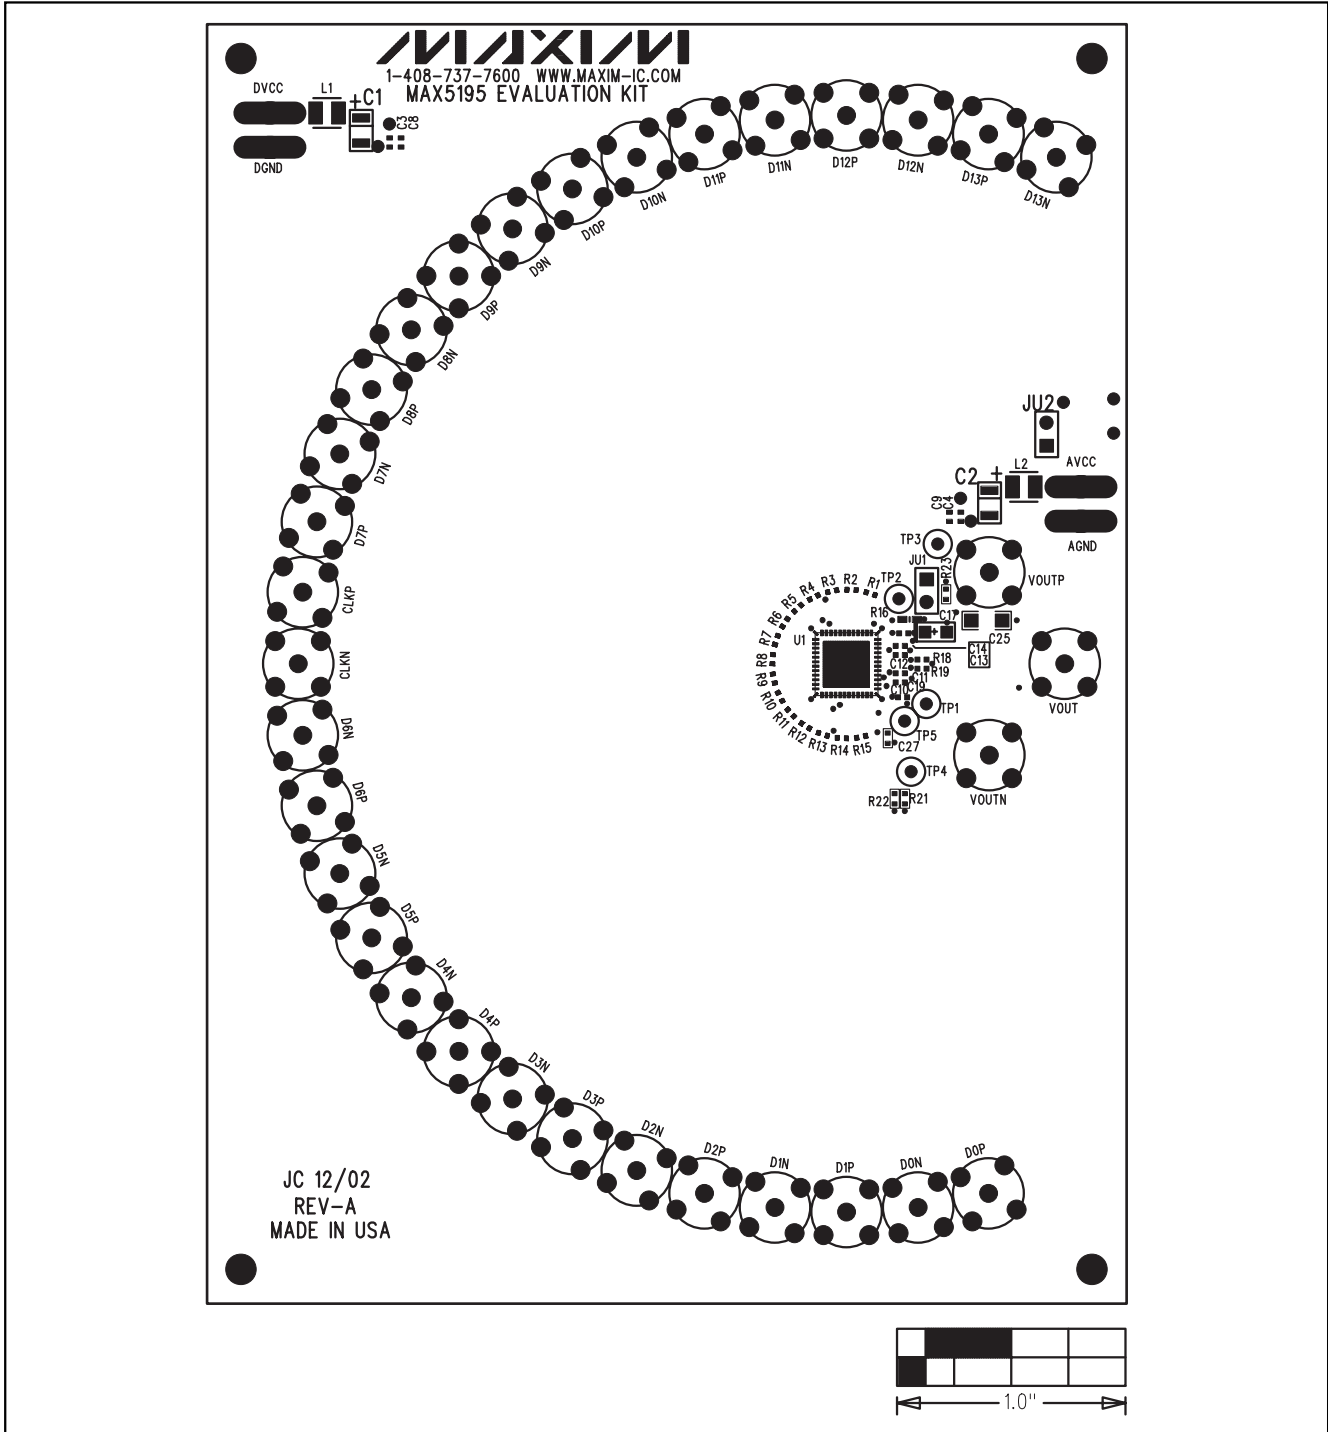 MAXIM
1-408-737-7600 WWW.MAXIM-IC.COM
MAX5195 EVALUATION KIT
DVCC
L1
+C1
C3
C8
DGND
D10P
D10N
D11P
D11N
D12P
D12N
D13P
D13N
D9N
D9P
D8N
D8P
D7N
D7P
CLKP
CLKN
D6N
D6P
D5N
D5P
D4N
D4P
D3N
D3P
D2N
D2P
D1N
D1P
D0N
D0P
JU2
L2
AVCC
C2 +
C9
C4
AGND
TP3
JU1
R23
VOUTP
TP2
R1
R2
R3
R4
R5
R6
R7
R8
R9
R10
R11
R12
R13
R14
R15
U1
R16
C17
+
C25
C14
C13
R18
R19
C12
C11
C10
C19
TP1
TP5
C27
VOUT
TP4
VOUTN
R22
R21
JC 12/02
REV-A
MADE IN USA
1.0"